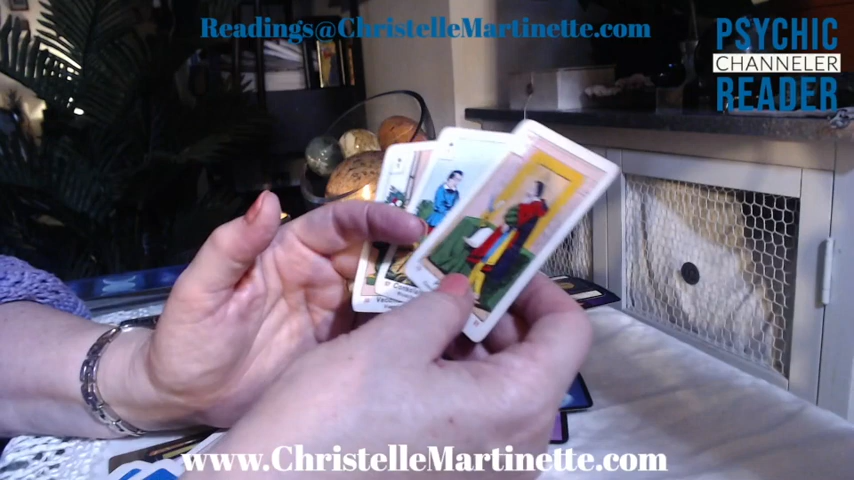 Readings@ChristelleMartinette.com
PSYCHIC
CHANNELER
READER
www.ChristelleMartinette.com